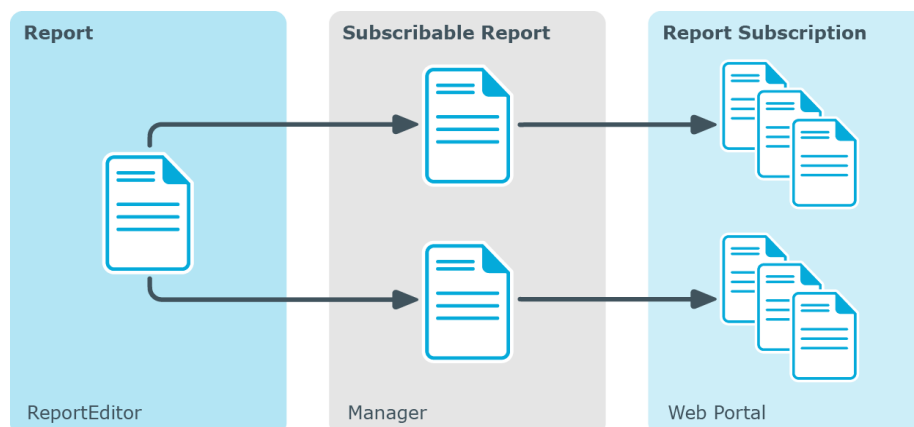 Report
Subscribable Report
Report Subscription
ReportEditor
Manager
Web Portal